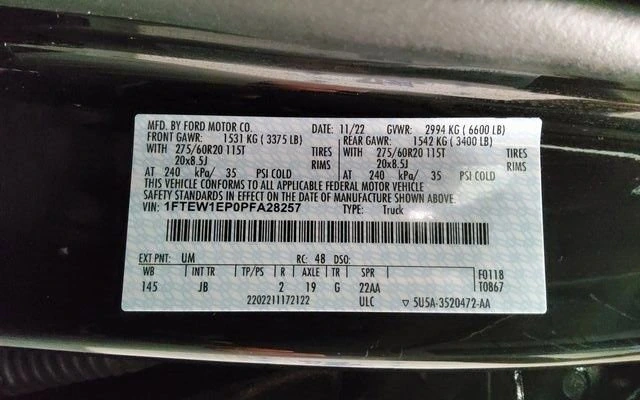 MFD. BY FORD MOTOR CO. DATE: 11/22 GVWR: 2994 KG ( 6600 LB)
FRONT GAWR: 1531 KG ( 3375 LB) REAR GAWR: 1542 KG ( 3400 LB)
WITH 275/60R20 115T TIRES WITH 275/60R20 115T TIRES
20x8.5J RIMS 20x8.5J RIMS
AT 240 kPa/ 35 PSI COLD AT 240 kPa/ 35 PSI COLD
THIS VEHICLE CONFORMS TO ALL APPLICABLE FEDERAL MOTOR VEHICLE
SAFETY STANDARDS IN EFFECT ON THE DATE OF MANUFACTURE SHOWN ABOVE.
VIN: 1FTEW1EP0PFA28257 TYPE: Truck
EXT PNT: UM RC: 48 DSO:
WB INT TR TP/PS R AXLE TR SPR F0118
145 JB 2 19 G 22AA T0867
2202211172122 ULC ▽ 5U5A-3520472-AA